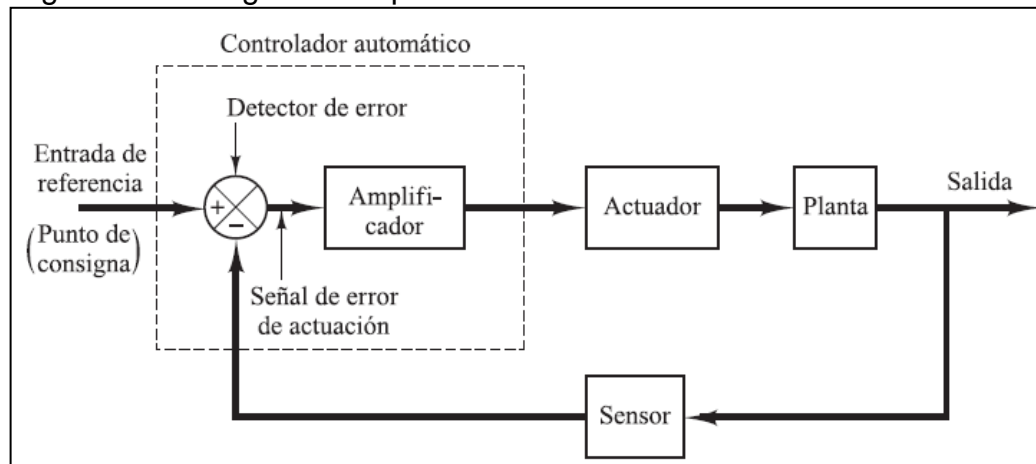 Controlador automático
Detector de error
Entrada de
referencia
(Punto de
consigna)
+
−
Amplifi-
cador
Señal de error
de actuación
Actuador
Planta
Salida
Sensor